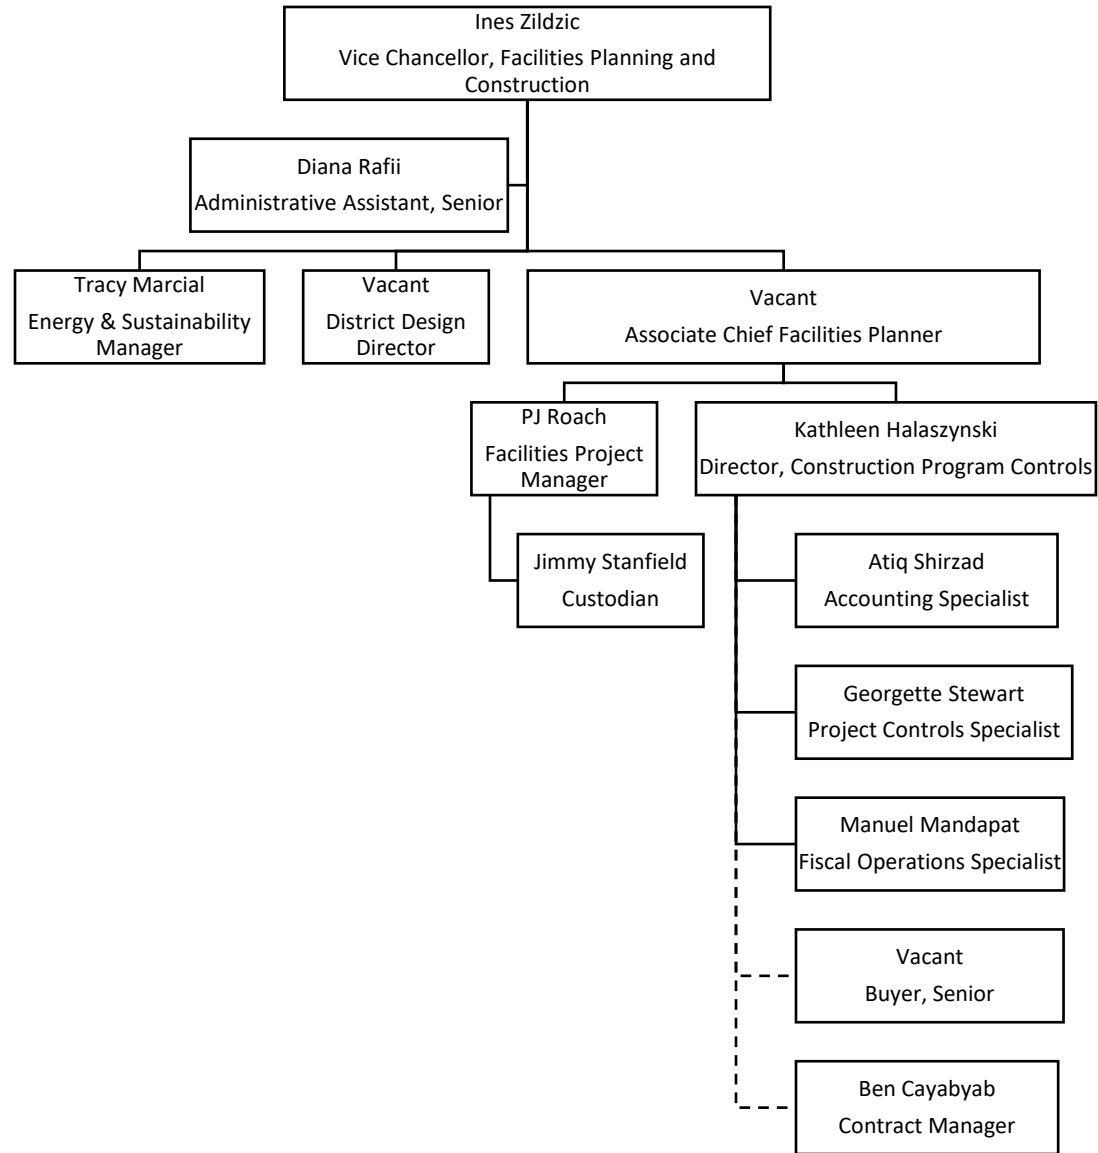 Ines Zildzic
Vice Chancellor, Facilities Planning and
Construction
Diana Rafii
Administrative Assistant, Senior
Tracy Marcial
Energy & Sustainability
Manager
Vacant
District Design
Director
Vacant
Associate Chief Facilities Planner
PJ Roach
Facilities Project
Manager
Kathleen Halaszynski
Director, Construction Program Controls
Jimmy Stanfield
Custodian
Atiq Shirzad
Accounting Specialist
Georgette Stewart
Project Controls Specialist
Manuel Mandapat
Fiscal Operations Specialist
Vacant
Buyer, Senior
Ben Cayabyab
Contract Manager